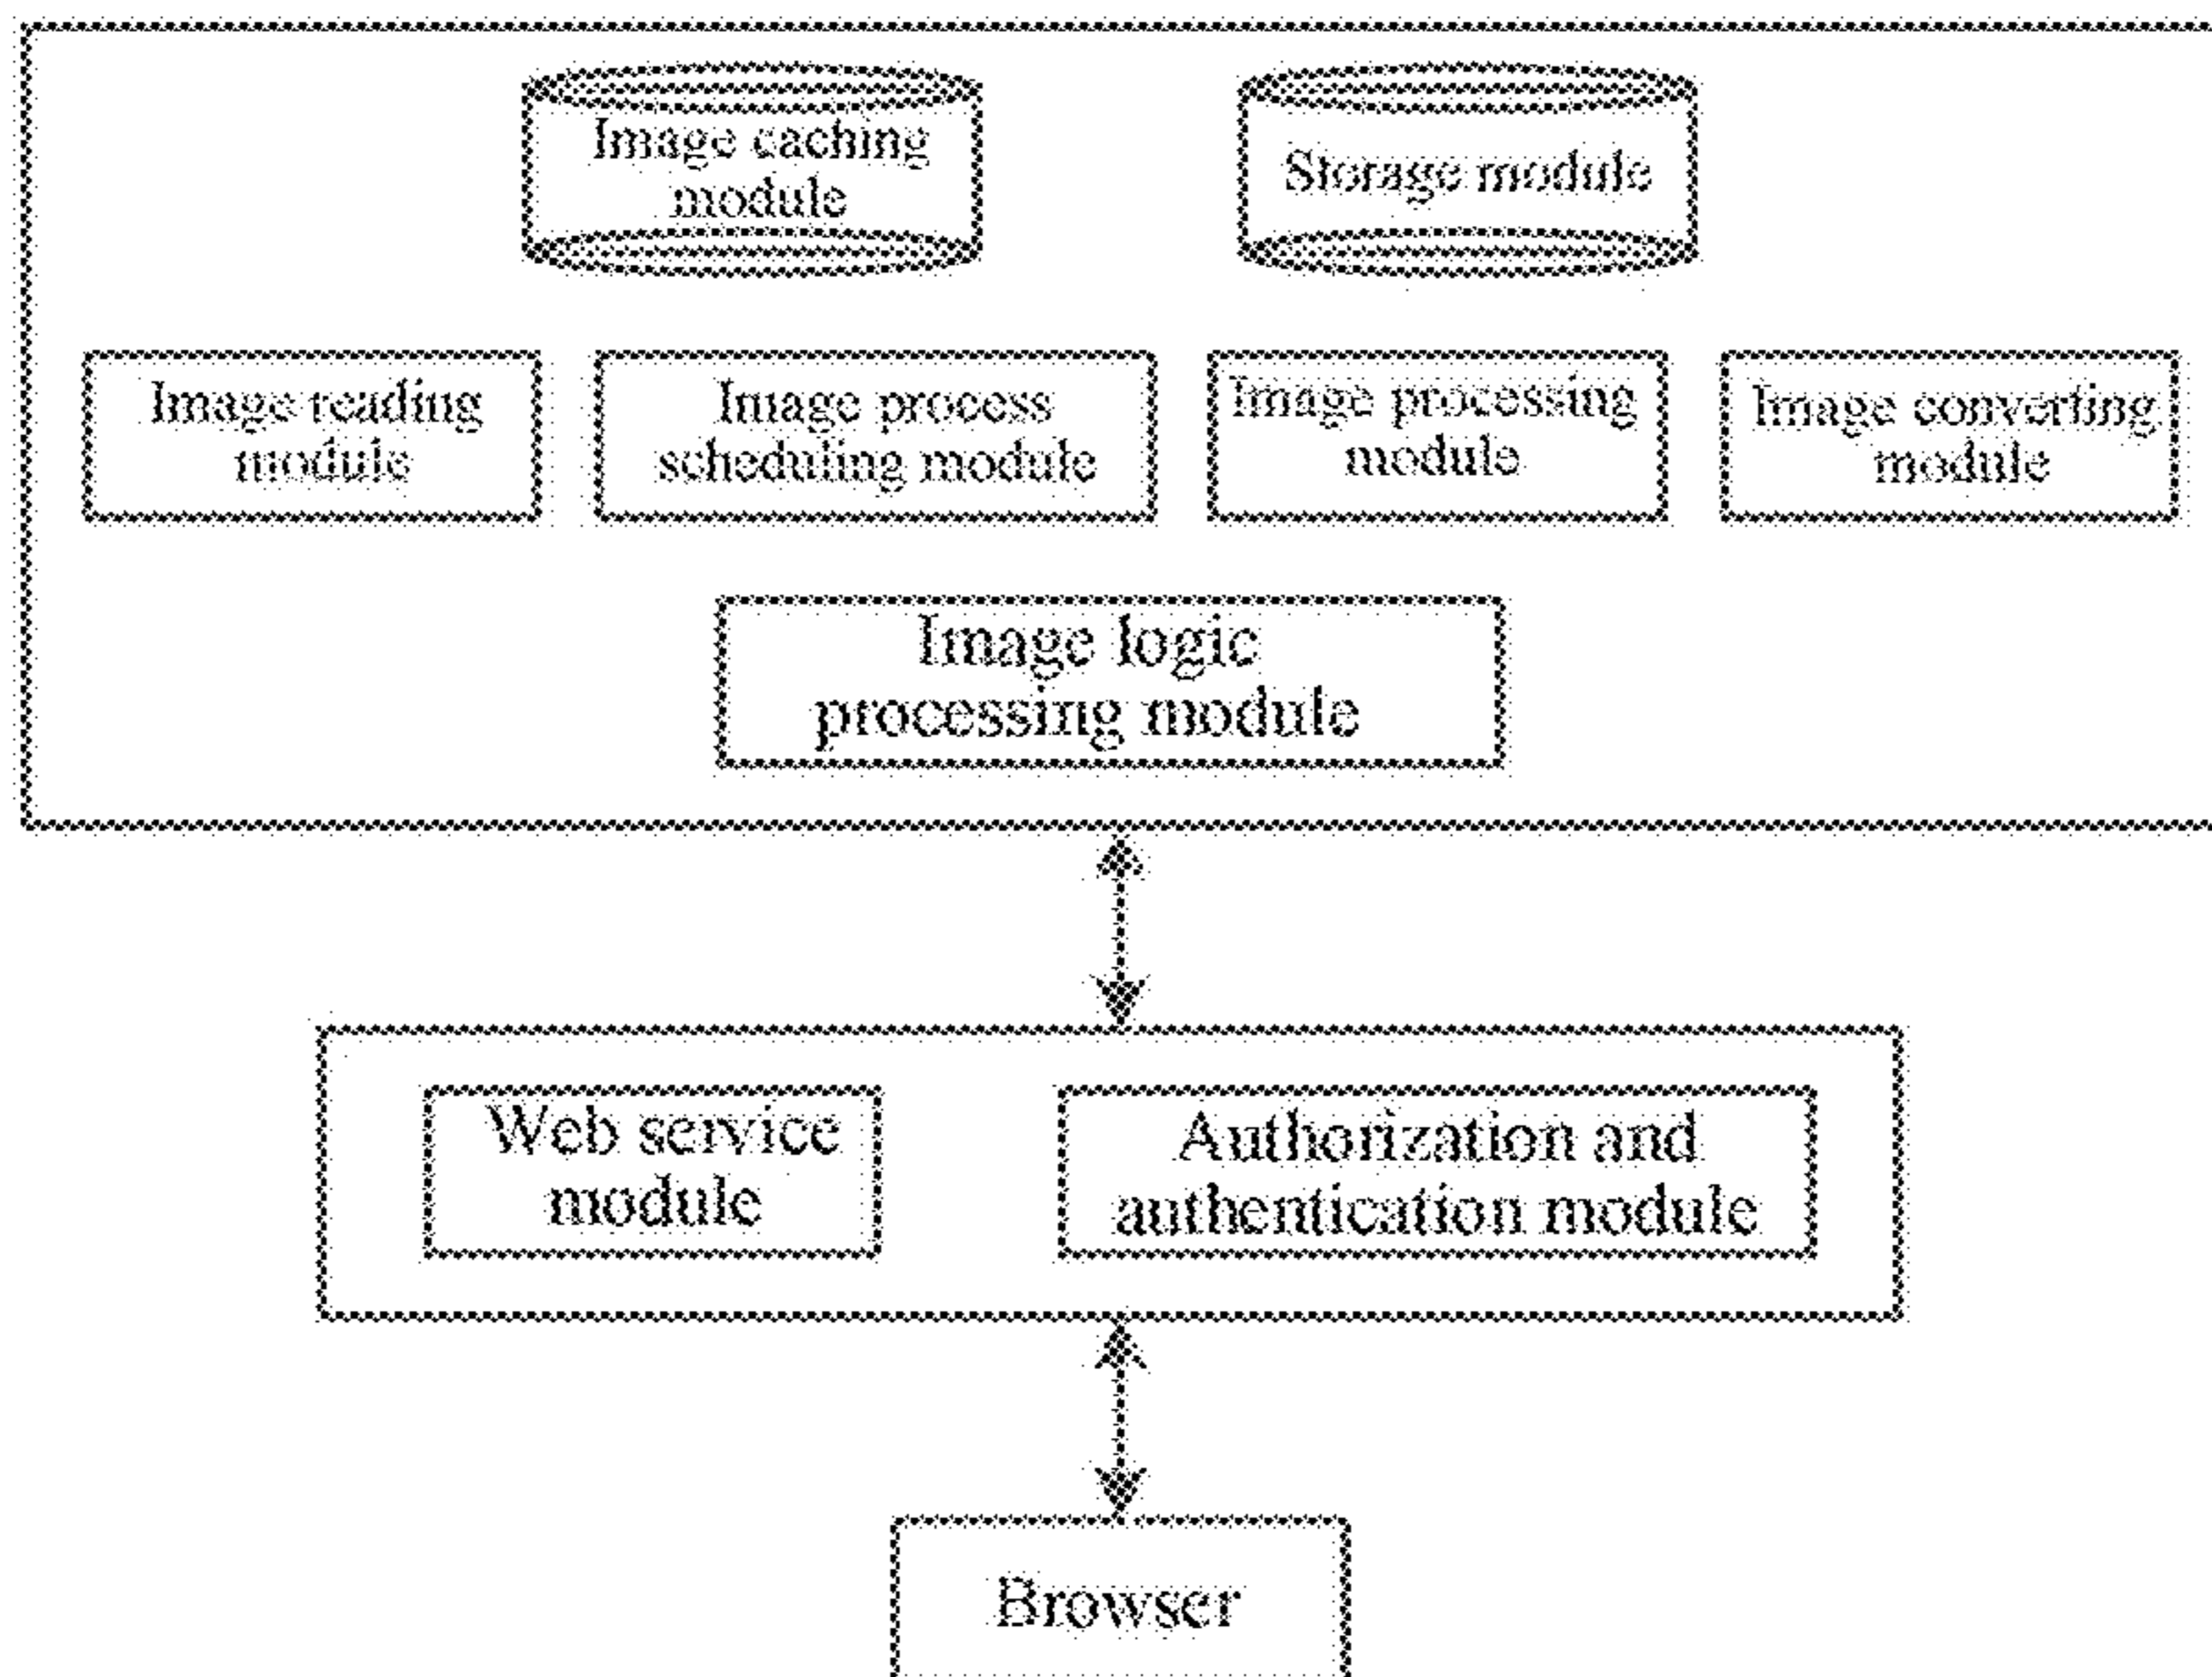 Image caching
module
Storage module
Image reading
module
Image process
scheduling module
Image processing
module
Image converting
module
Image logic
processing module
Web service
module
Authorization and
authentication module
Browser